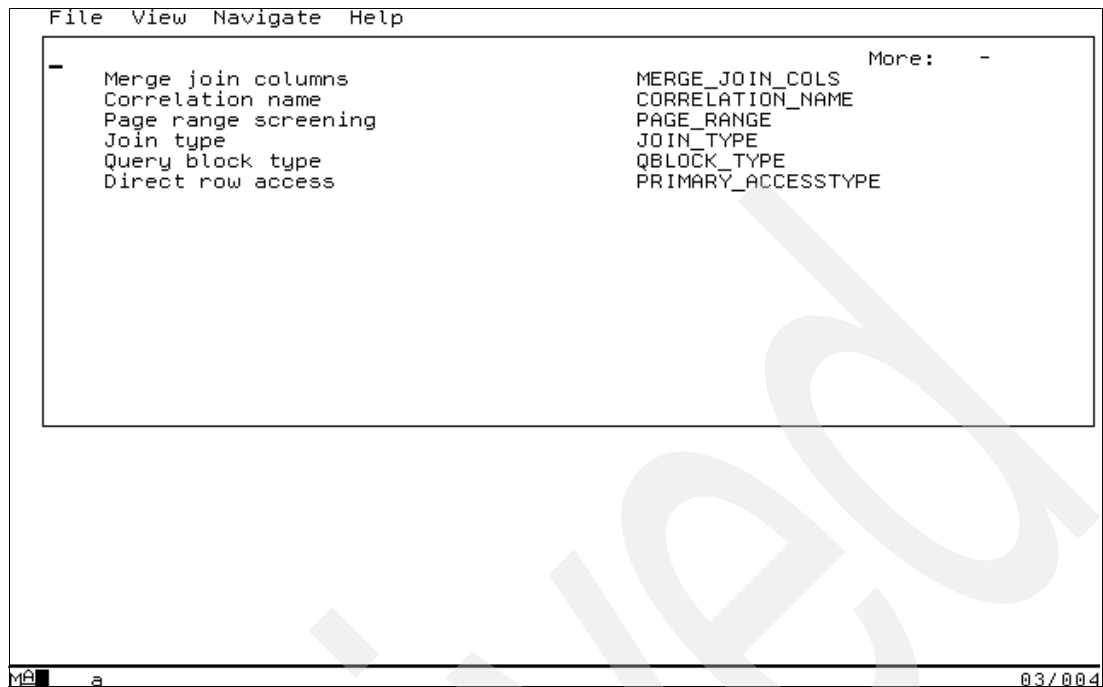 File View Navigate Help
More: -
_
Merge join columns MERGE_JOIN_COLS
Correlation name CORRELATION_NAME
Page range screening PAGE_RANGE
Join type JOIN_TYPE
Query block type QBLOCK_TYPE
Direct row access PRIMARY_ACCESSTYPE
MA a 03/004